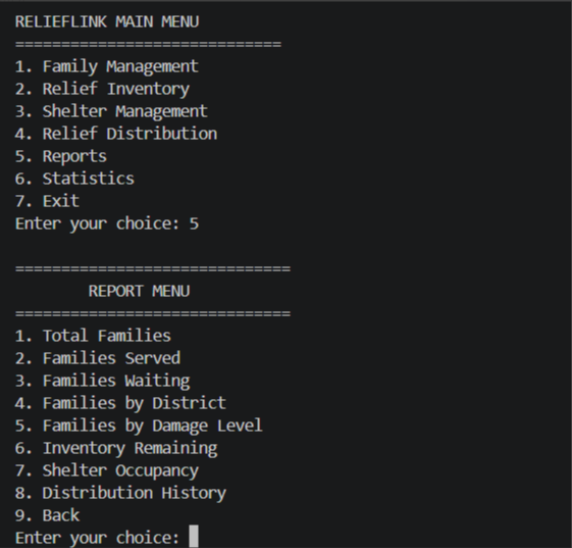 RELIEFLINK MAIN MENU
=============================
1. Family Management
2. Relief Inventory
3. Shelter Management
4. Relief Distribution
5. Reports
6. Statistics
7. Exit
Enter your choice: 5
==============================
REPORT MENU
==============================
1. Total Families
2. Families Served
3. Families Waiting
4. Families by District
5. Families by Damage Level
6. Inventory Remaining
7. Shelter Occupancy
8. Distribution History
9. Back
Enter your choice: